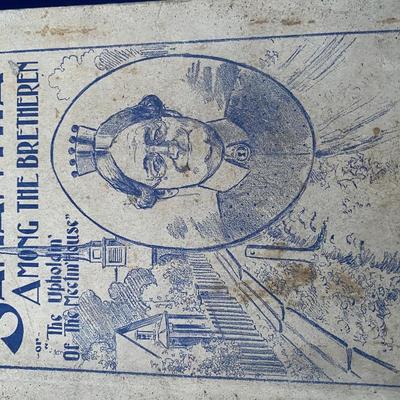 AMONG THE BRETHEREN
-or-
"The Upholdin'
Of The Meetin'House"